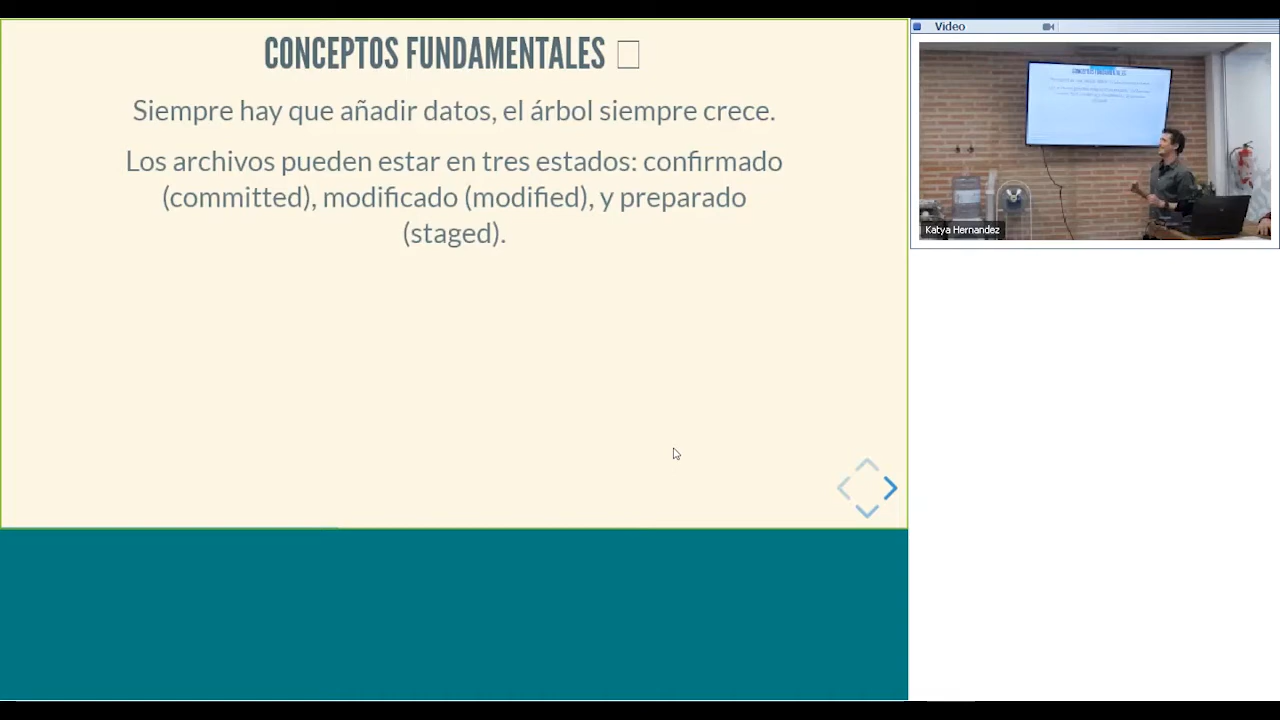 CONCEPTOS FUNDAMENTALES
Siempre hay que añadir datos, el árbol siempre crece.
Los archivos pueden estar en tres estados: confirmado
(committed), modificado (modified), y preparado
(staged).
Video
Katya Hernandez